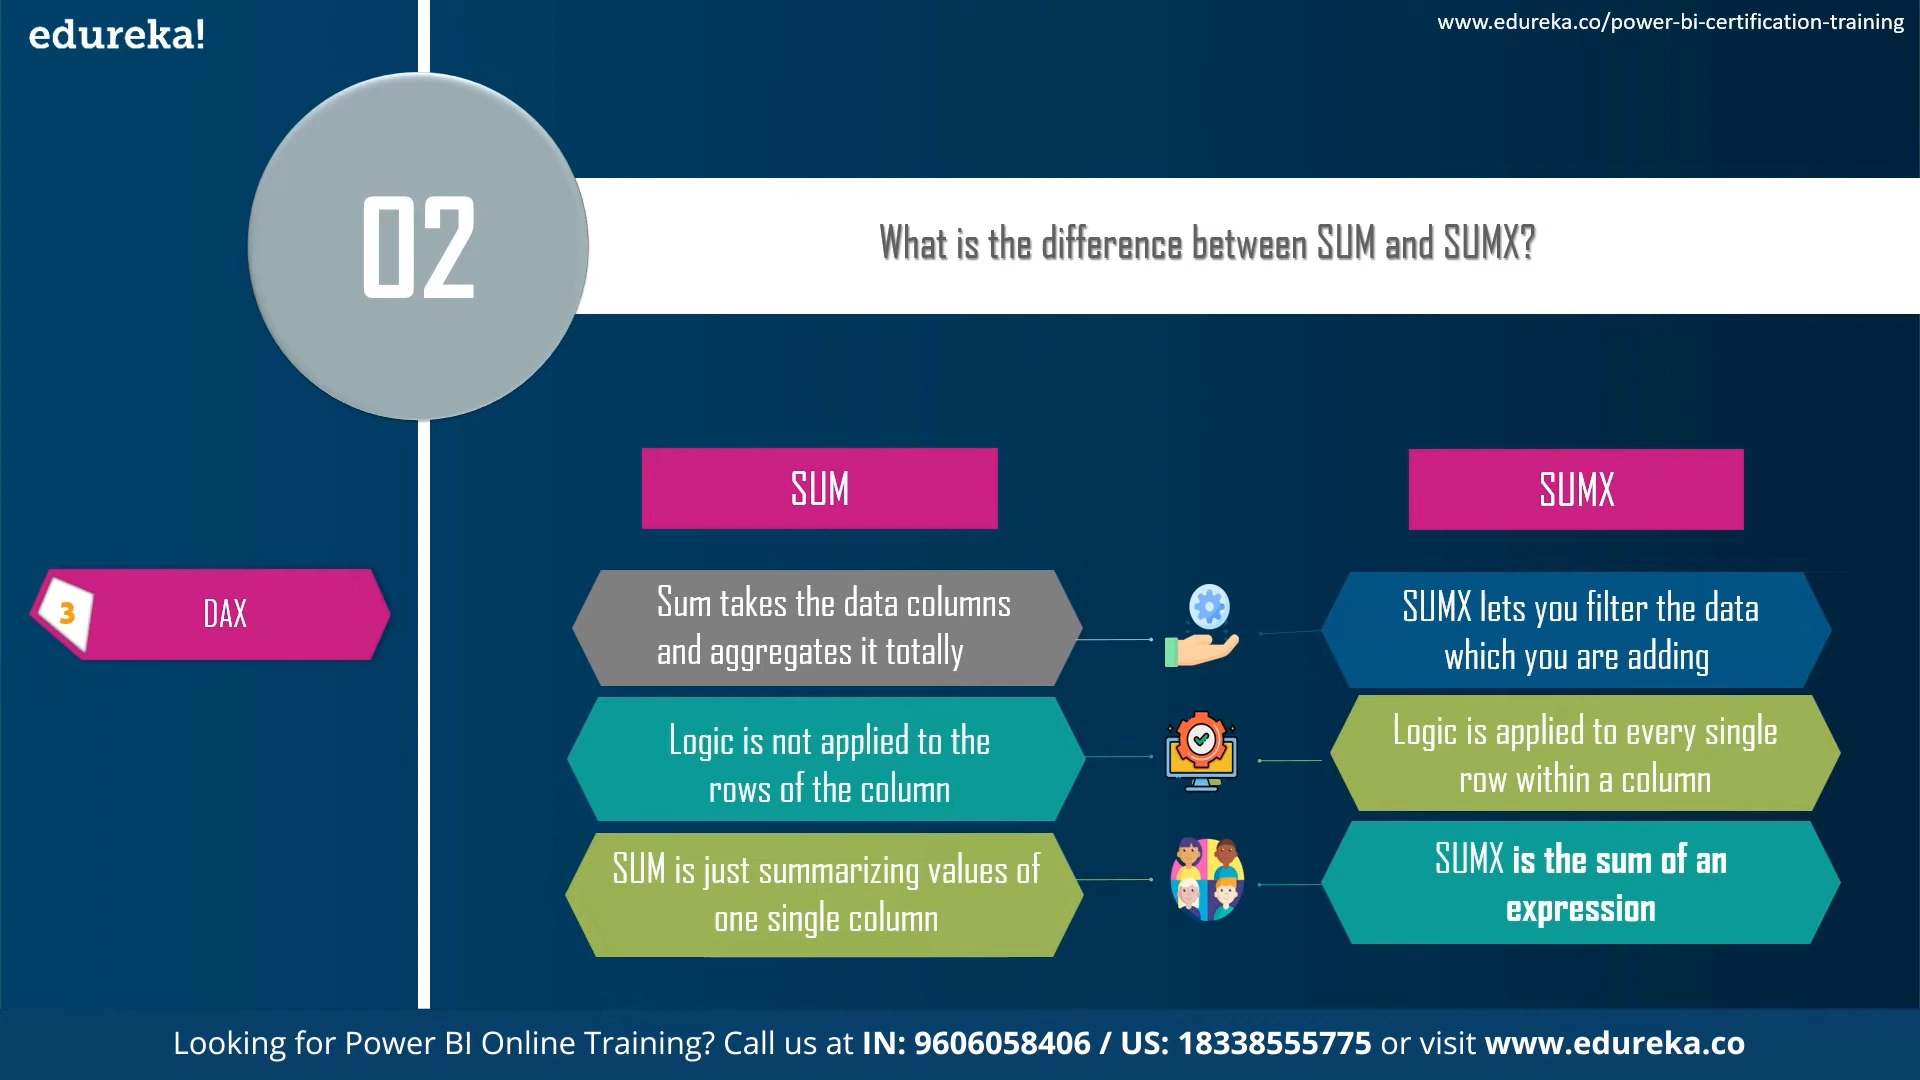 edureka!
www.edureka.co/power-bi-certification-training
02
What is the difference between SUM and SUMX?
3
DAX
SUM
SUMX
Sum takes the data columns
and aggregates it totally
SUMX lets you filter the data
which you are adding
Logic is not applied to the
rows of the column
Logic is applied to every single
row within a column
SUM is just summarizing values of
one single column
SUMX is the sum of an
expression
Looking for Power BI Online Training? Call us at IN: 9606058406 / US: 18338555775 or visit www.edureka.co